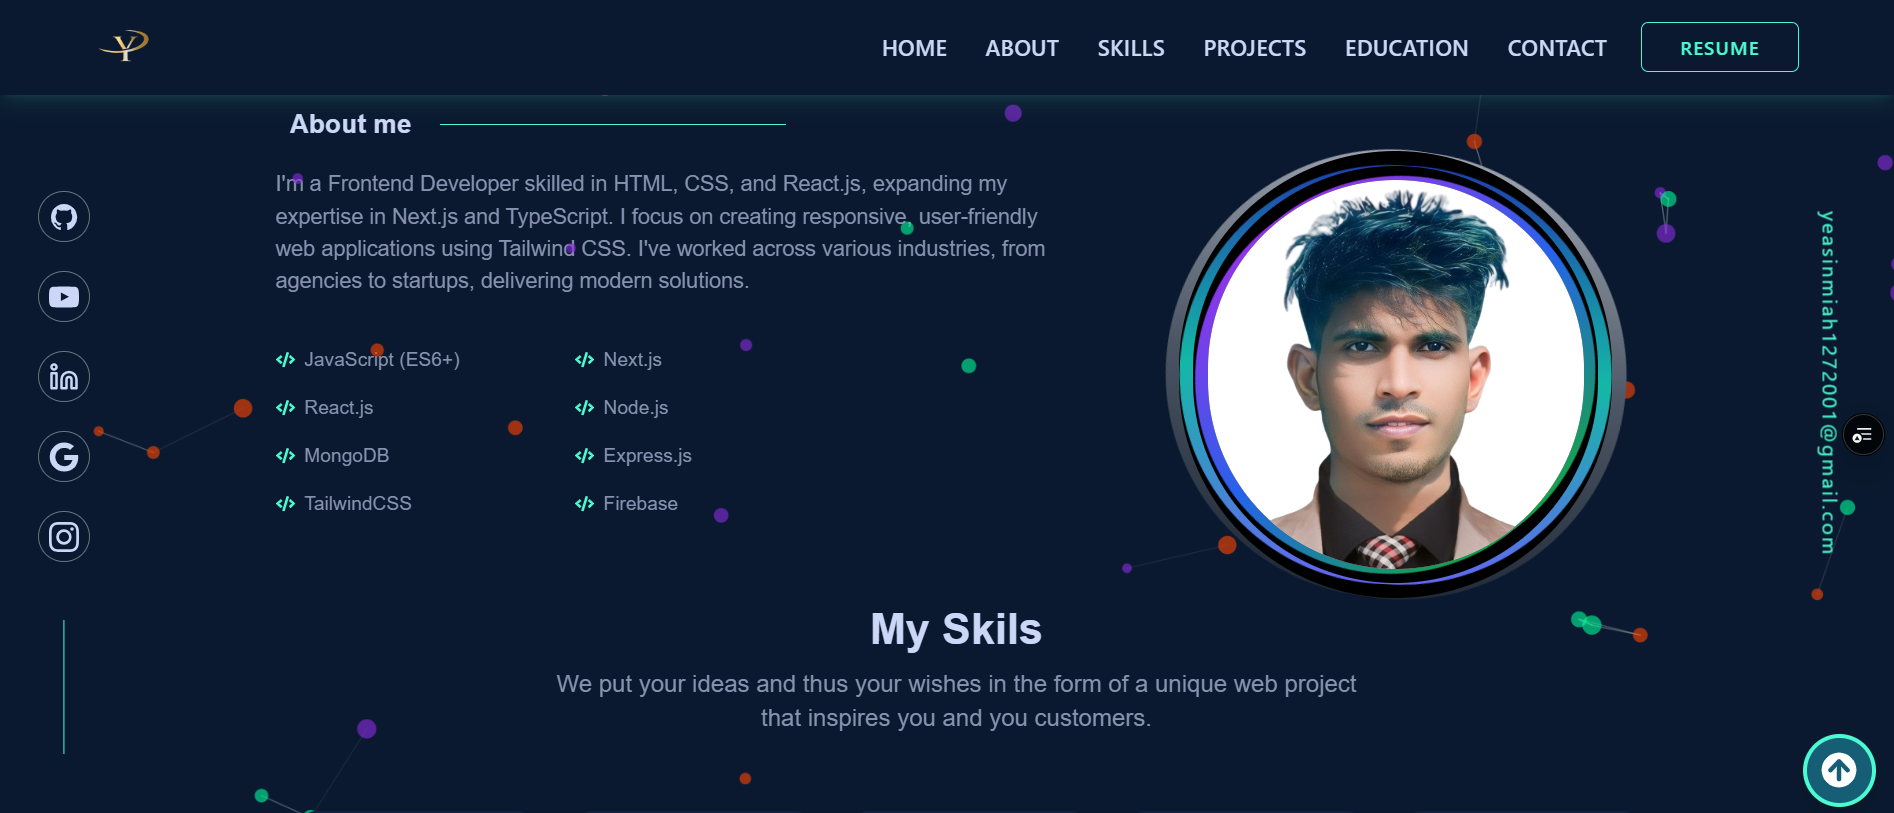 HOME ABOUT SKILLS PROJECTS EDUCATION CONTACT RESUME
About me
I'm a Frontend Developer skilled in HTML, CSS, and React.js, expanding my
expertise in Next.js and TypeScript. I focus on creating responsive, user-friendly
web applications using Tailwind CSS. I've worked across various industries, from
agencies to startups, delivering modern solutions.
JavaScript (ES6+)
Next.js
React.js
Node.js
MongoDB
Express.js
TailwindCSS
Firebase
yeasinmiah1272001@gmail.com
My Skils
We put your ideas and thus your wishes in the form of a unique web project
that inspires you and you customers.